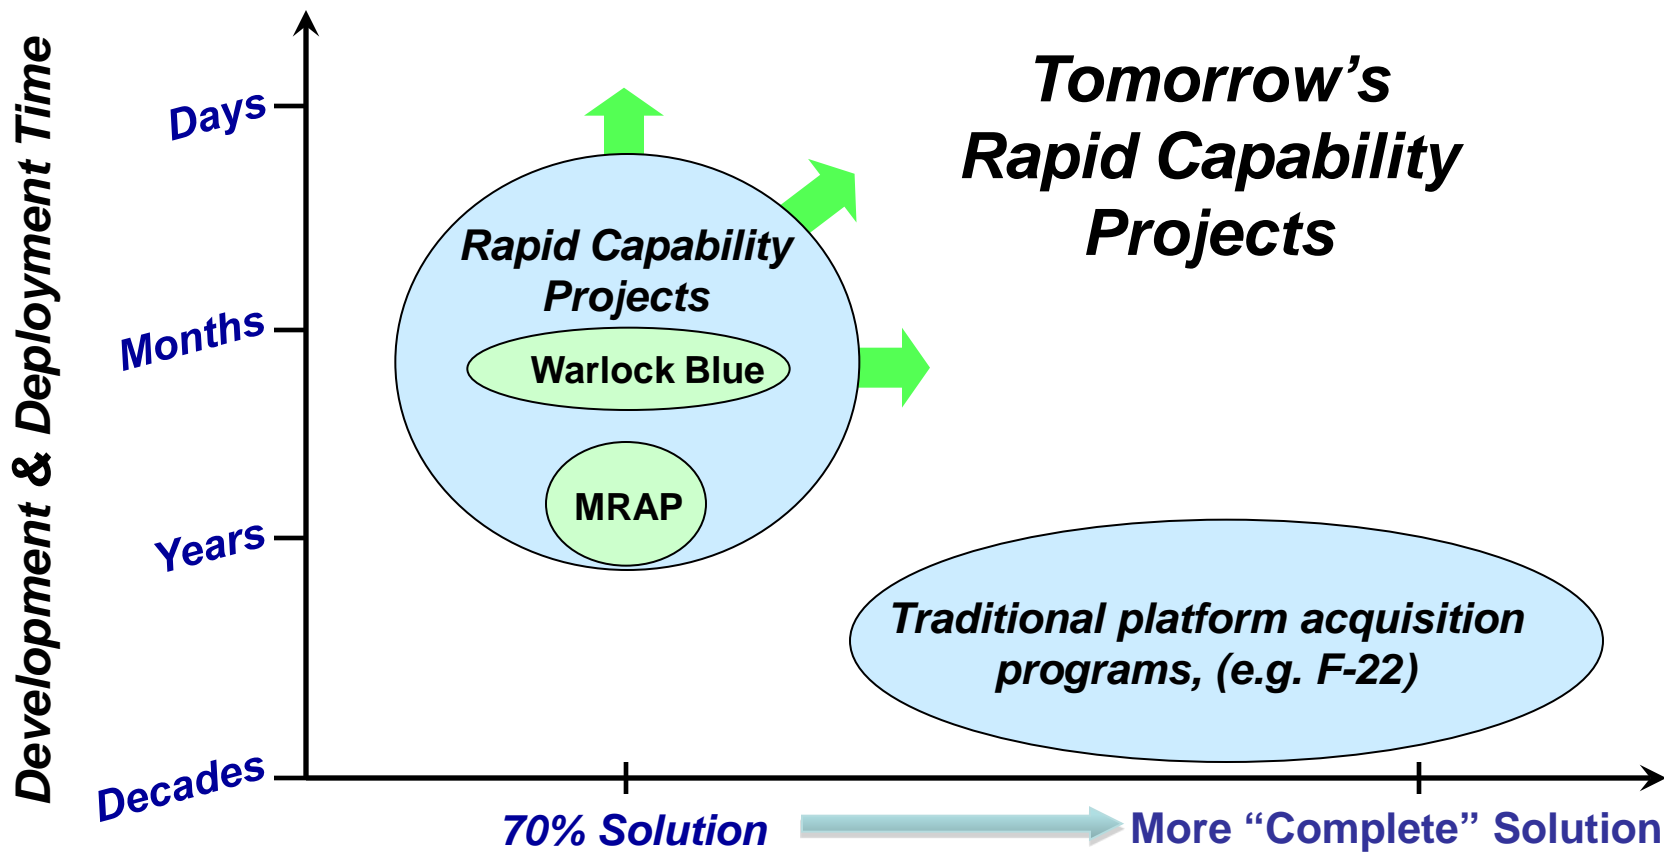 Development & Deployment Time
Days
Months
Years
Decades
Tomorrow’s
Rapid Capability
Projects
Rapid Capability
Projects
Warlock Blue
MRAP
Traditional platform acquisition
programs, (e.g. F-22)
70% Solution
More “Complete” Solution